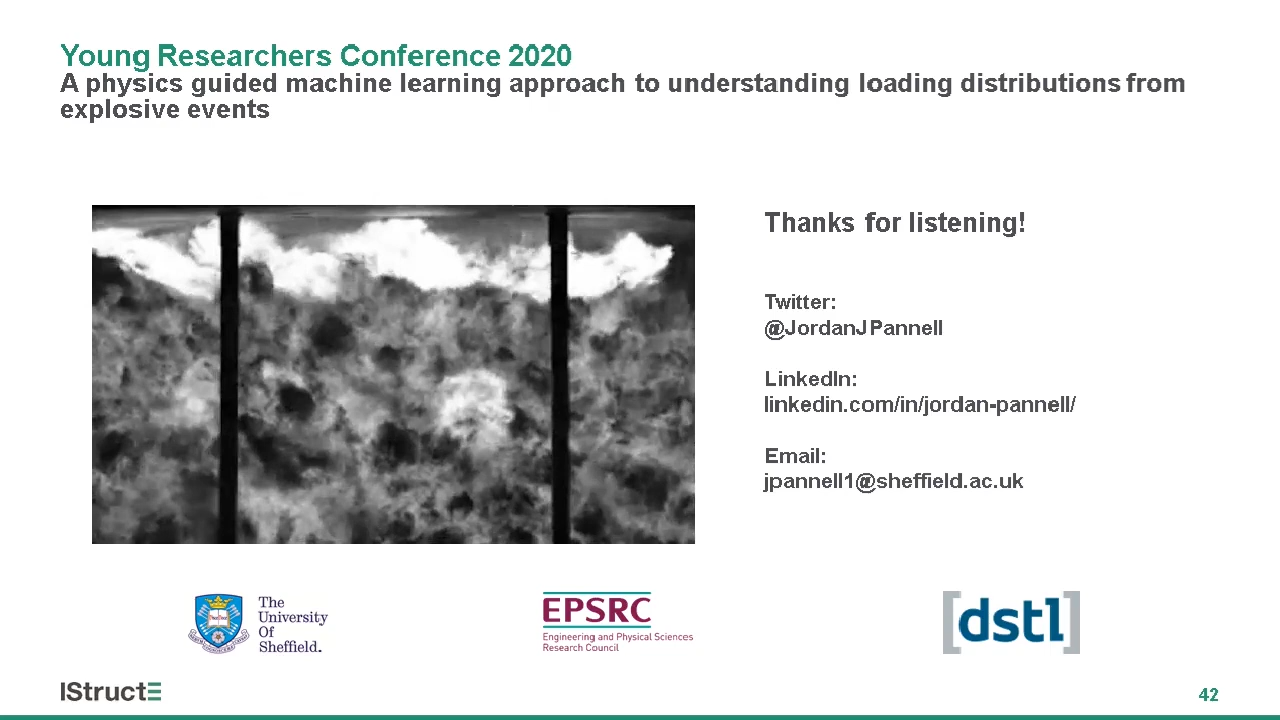 Young Researchers Conference 2020
A physics guided machine learning approach to understanding loading distributions from
explosive events
Thanks for listening!
Twitter:
@JordanJPannell
LinkedIn:
linkedin.com/in/jordan-pannell/
Email:
jpannell1@sheffield.ac.uk
The
University
Of
Sheffield.
EPSRC
Engineering and Physical Sciences
Research Council
[dstl]
IStructE
42